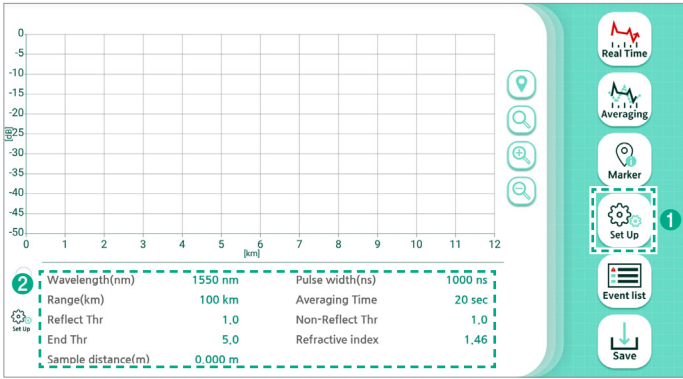 0
-5
-10
-15
-20
-25
-30
-35
-40
-45
-50
[dB]
0 1 2 3 4 5 6 7 8 9 10 11 12
[km]
Real Time
Averaging
Marker
Set Up
1
Event list
Save
2
Set Up
Wavelength(nm) 1550 nm Pulse width(ns) 1000 ns
Range(km) 100 km Averaging Time 20 sec
Reflect Thr 1.0 Non-Reflect Thr 1.0
End Thr 5.0 Refractive index 1.46
Sample distance(m) 0.000 m